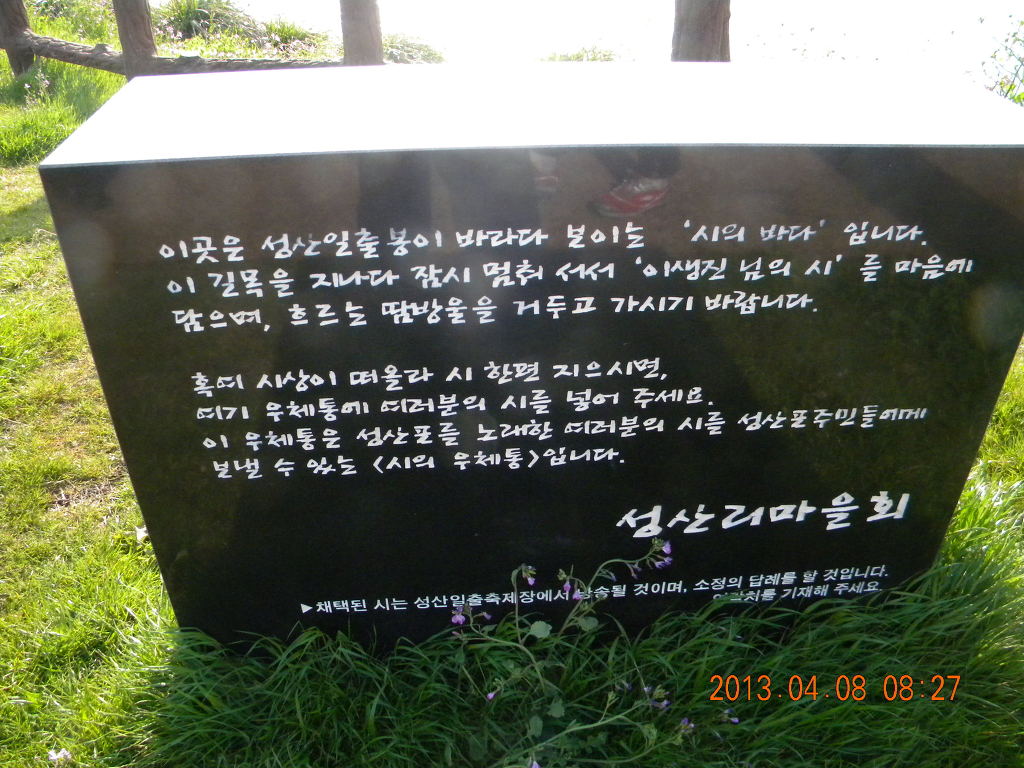 이곳은 성산일출봉이 바라다 보이는 '시의 바다' 입니다.
이 길목을 지나다 잠시 멈춰 서서 '이생진 님의 시' 를 마음에
담으며, 흐르는 땀방울을 거두고 가시기 바랍니다.
혹여 시상이 떠올라 시 한편 지으시면,
여기 우체통에 여러분의 시를 넣어 주세요.
이 우체통은 성산포를 노래한 여러분의 시를 성산포주민들에게
보낼 수 있는 <시의 우체통>입니다.
성산리마을회
▶채택된 시는 성산일출축제장에서 낭송될 것이며, 소정의 답례를 할 것입니다.
기재해 주세요.
2013.04.08 08:27